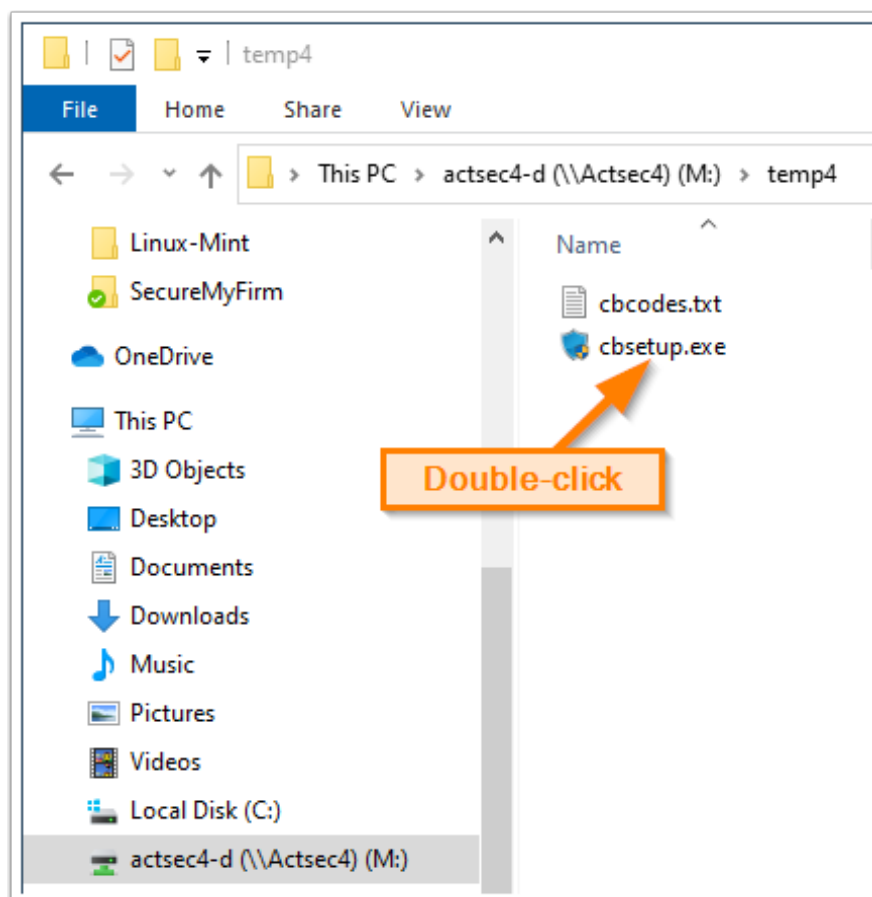 temp4
File Home Share View
This PC > actsec4-d (\\Actsec4) (M:) > temp4
Linux-Mint
SecureMyFirm
OneDrive
This PC
3D Objects
Desktop
Documents
Downloads
Music
Pictures
Videos
Local Disk (C:)
actsec4-d (\\Actsec4) (M:)
Name
cbcodes.txt
cbsetup.exe
Double-click